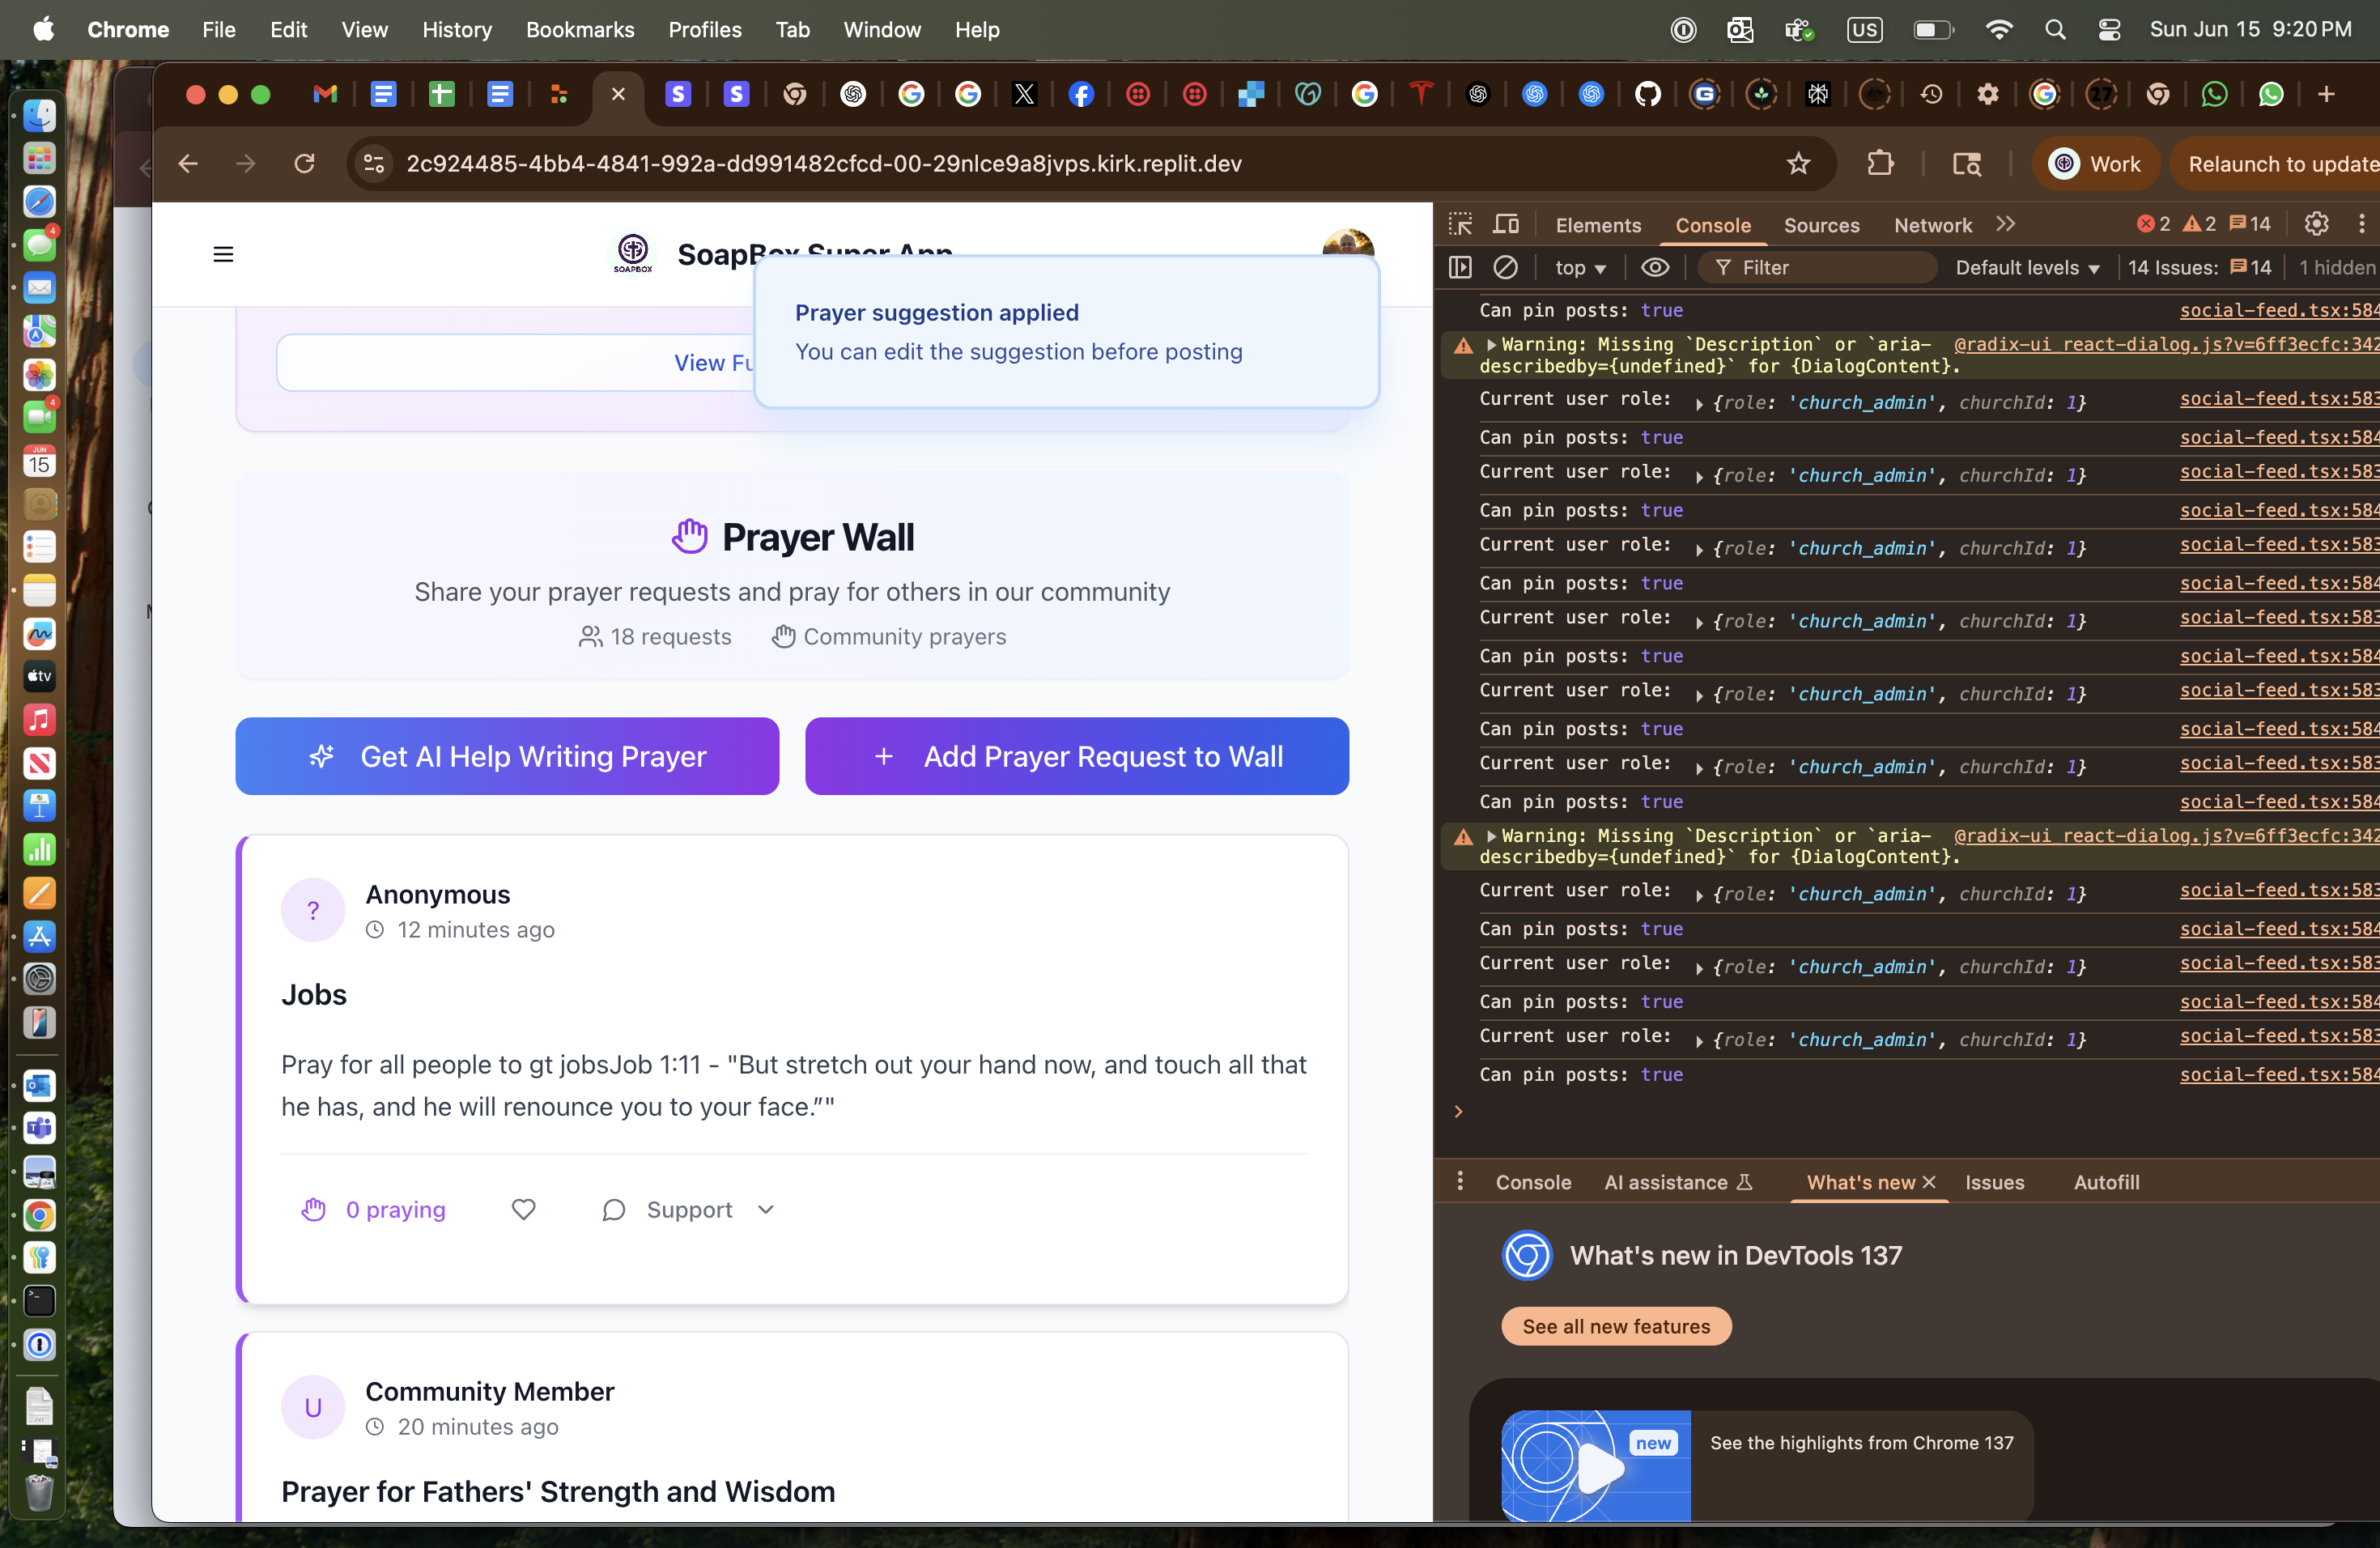 Chrome File Edit View History Bookmarks Profiles Tab Window Help US Sun Jun 15 9:20 PM
2c924485-4bb4-4841-992a-dd991482cfcd-00-29nlce9a8jvps.kirk.replit.dev Work Relaunch to update
SOAPBOX
Prayer suggestion applied
You can edit the suggestion before posting
View Fu
Prayer Wall
Share your prayer requests and pray for others in our community
18 requests Community prayers
Get AI Help Writing Prayer + Add Prayer Request to Wall
?
Anonymous
12 minutes ago
Jobs
Pray for all people to gt jobsJob 1:11 - "But stretch out your hand now, and touch all that
he has, and he will renounce you to your face.”"
0 praying Support
U
Community Member
20 minutes ago
Prayer for Fathers' Strength and Wisdom
Elements Console Sources Network 2 2 14
top Filter Default levels 14 Issues: 14 1 hidden
Can pin posts: true social-feed.tsx:584
Warning: Missing `Description` or `aria- @radix-ui_react-dialog.js?v=6ff3ecfc:342
describedby={undefined}` for {DialogContent}.
Current user role: {role: 'church_admin', churchId: 1} social-feed.tsx:583
Can pin posts: true social-feed.tsx:584
Current user role: {role: 'church_admin', churchId: 1} social-feed.tsx:583
Can pin posts: true social-feed.tsx:584
Current user role: {role: 'church_admin', churchId: 1} social-feed.tsx:583
Can pin posts: true social-feed.tsx:584
Current user role: {role: 'church_admin', churchId: 1} social-feed.tsx:583
Can pin posts: true social-feed.tsx:584
Current user role: {role: 'church_admin', churchId: 1} social-feed.tsx:583
Can pin posts: true social-feed.tsx:584
Current user role: {role: 'church_admin', churchId: 1} social-feed.tsx:583
Can pin posts: true social-feed.tsx:584
Warning: Missing `Description` or `aria- @radix-ui_react-dialog.js?v=6ff3ecfc:342
describedby={undefined}` for {DialogContent}.
Current user role: {role: 'church_admin', churchId: 1} social-feed.tsx:583
Can pin posts: true social-feed.tsx:584
Current user role: {role: 'church_admin', churchId: 1} social-feed.tsx:583
Can pin posts: true social-feed.tsx:584
Current user role: {role: 'church_admin', churchId: 1} social-feed.tsx:583
Can pin posts: true social-feed.tsx:584
Console AI assistance What's new Issues Autofill
What's new in DevTools 137
See all new features
new
See the highlights from Chrome 137
4
4
JUN
15
tv